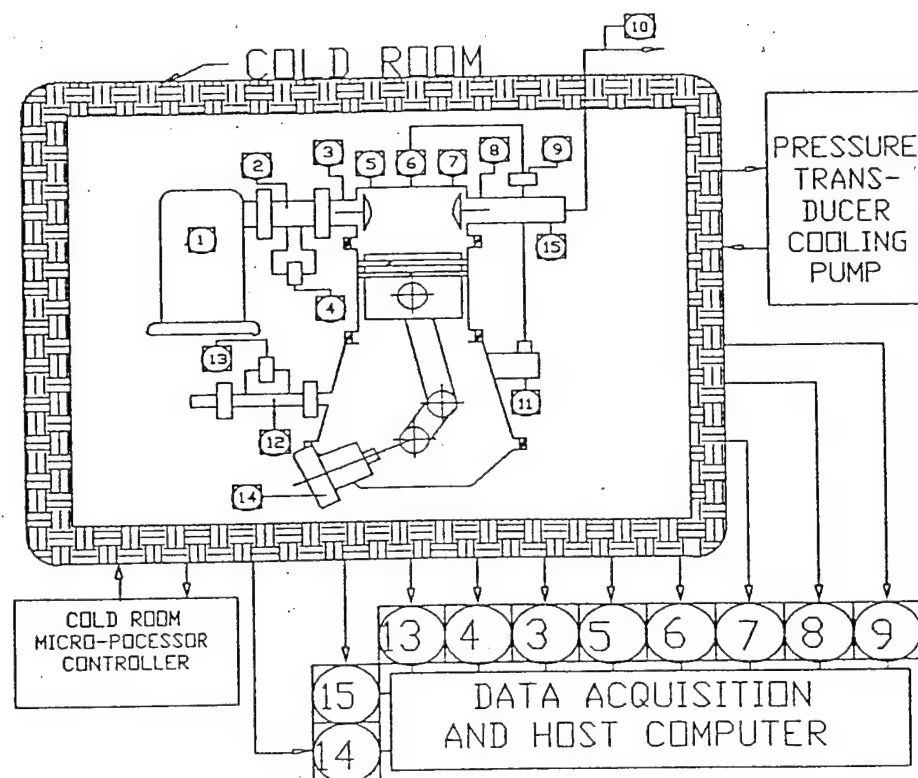 10
COLD ROOM
2
3
5
6
7
8
9
PRESSURE
TRANS-
DUCER
COOLING
PUMP
1
15
4
13
11
12
14
COLD ROOM
MICRO-POCESSOR
CONTROLLER
13 4 3 5 6 7 8 9
15
14
DATA ACQUISITION
AND HOST COMPUTER